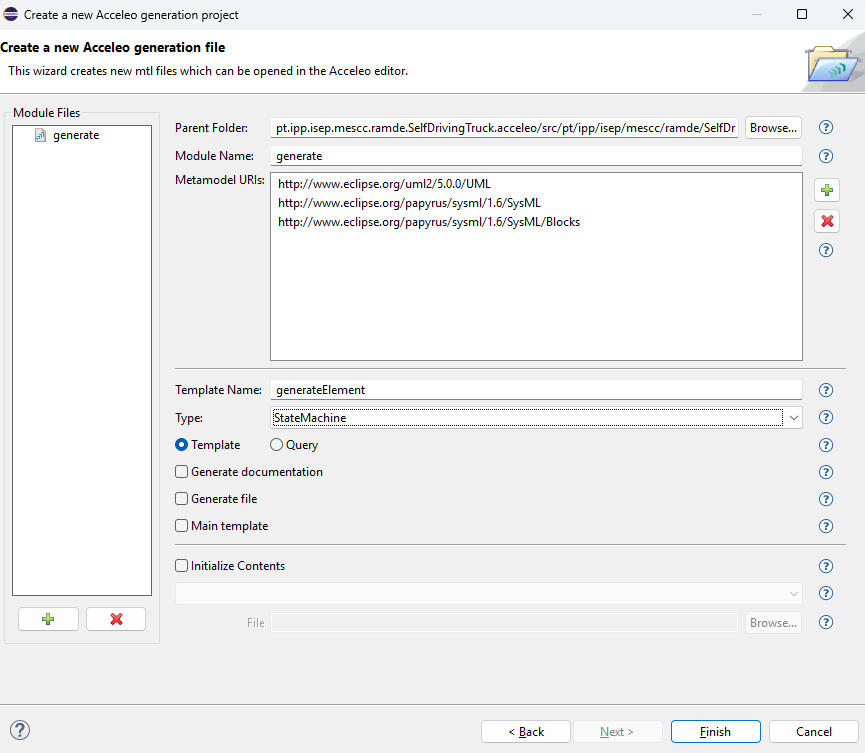 Create a new Acceleo generation project
Create a new Acceleo generation file
This wizard creates new mtl files which can be opened in the Acceleo editor.
Module Files
generate
Parent Folder: pt.ipp.isep.mescc.ramde.SelfDrivingTruck.acceleo/src/pt/ipp/isep/mescc/ramde/SelfDr Browse...
Module Name: generate
Metamodel URIs: http://www.eclipse.org/uml2/5.0.0/UML
http://www.eclipse.org/papyrus/sysml/1.6/SysML
http://www.eclipse.org/papyrus/sysml/1.6/SysML/Blocks
Template Name: generateElement
Type: StateMachine
Template Query
Generate documentation
Generate file
Main template
Initialize Contents
File Browse...
< Back Next > Finish Cancel